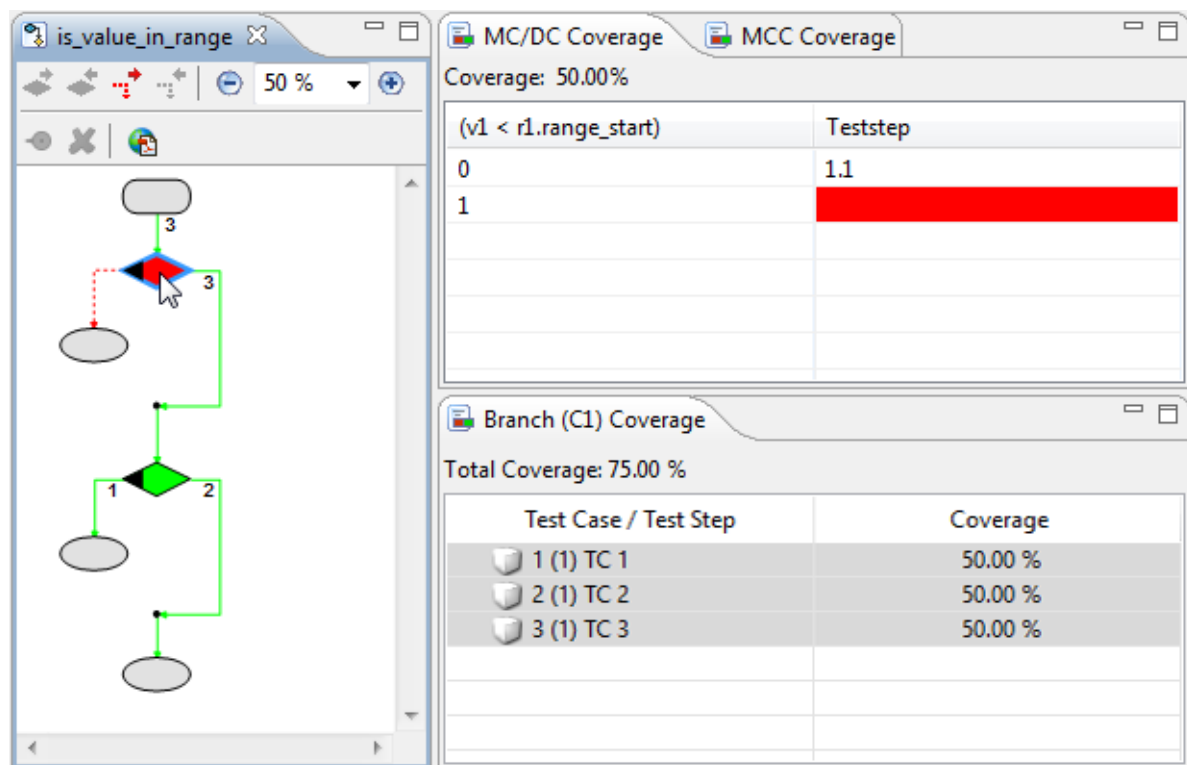 is_value_in_range
50 %
3
3
1
2
MC/DC Coverage
MCC Coverage
Coverage: 50.00%
(v1 < r1.range_start) Teststep
0 1.1
1
Branch (C1) Coverage
Total Coverage: 75.00 %
Test Case / Test Step Coverage
1 (1) TC 1 50.00 %
2 (1) TC 2 50.00 %
3 (1) TC 3 50.00 %